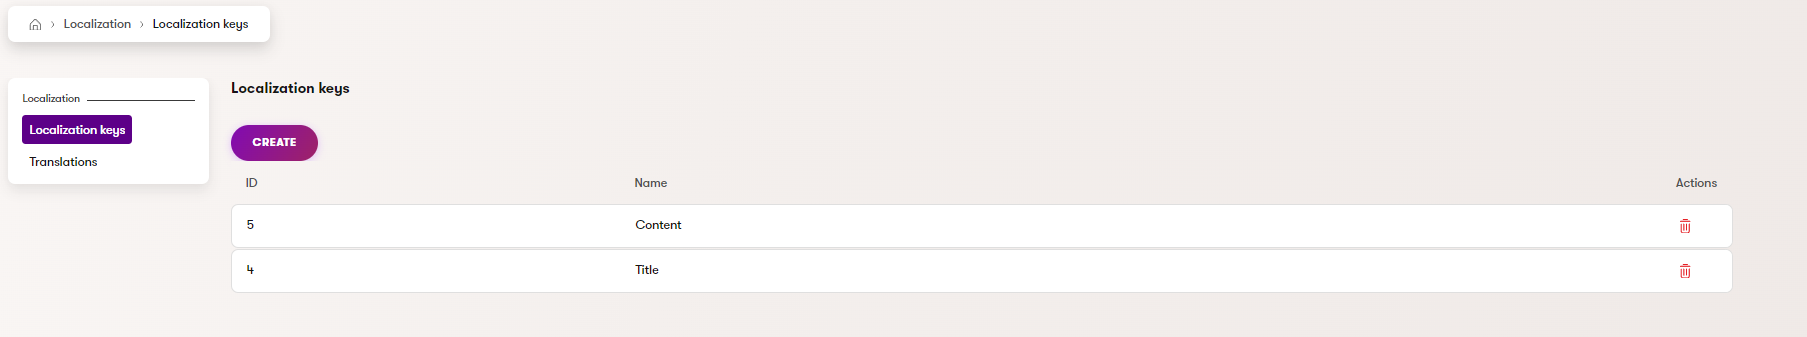 Localization Localization keys
Localization
Localization keys
Translations
Localization keys
CREATE
ID Name Actions
5 Content
4 Title